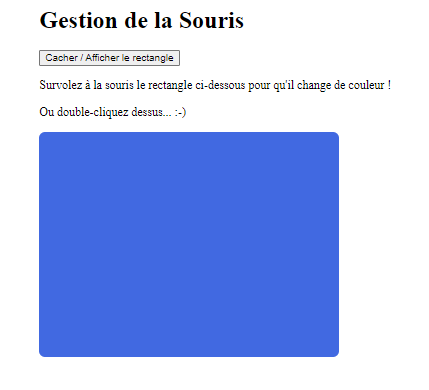 Gestion de la Souris
Cacher / Afficher le rectangle
Survolez à la souris le rectangle ci-dessous pour qu'il change de couleur !
Ou double-cliquez dessus... :-)